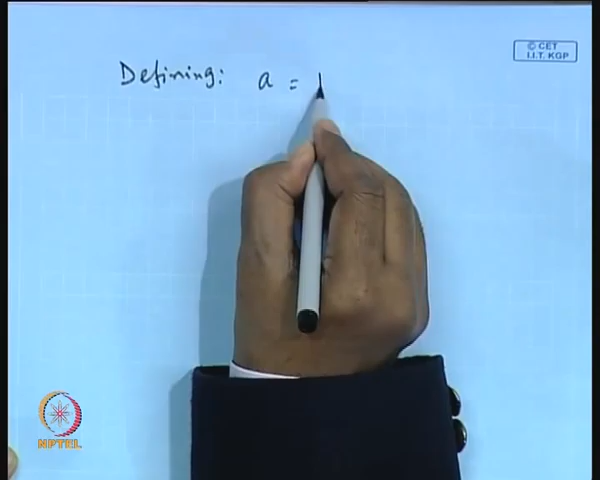 Defining: a = 1
© CET
I.I.T. KGP
NPTEL